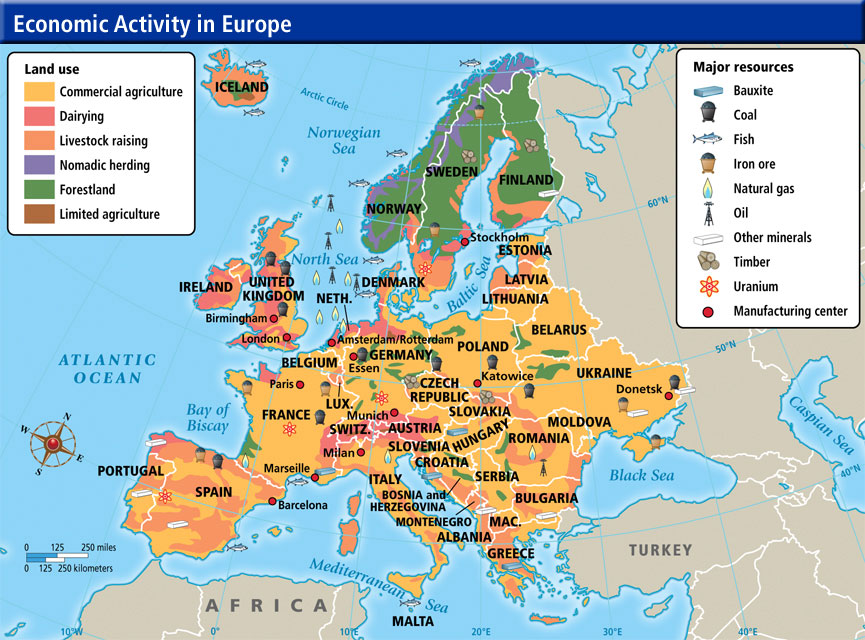 Economic Activity in Europe
Land use
Commercial agriculture
Dairying
Livestock raising
Nomadic herding
Forestland
Limited agriculture
Major resources
Bauxite
Coal
Fish
Iron ore
Natural gas
Oil
Other minerals
Timber
Uranium
Manufacturing center
ICELAND
Arctic Circle
Norwegian
Sea
SWEDEN
FINLAND
NORWAY
60°N
Stockholm
ESTONIA
North Sea
Baltic Sea
LATVIA
LITHUANIA
IRELAND
UNITED
KINGDOM
DENMARK
NETH.
Birmingham
London
Amsterdam/Rotterdam
BELARUS
POLAND
50°N
ATLANTIC
OCEAN
BELGIUM
GERMANY
Essen
Katowice
UKRAINE
Donetsk
Paris
LUX.
CZECH
REPUBLIC
SLOVAKIA
Bay of
Biscay
FRANCE
Munich
SWITZ.
AUSTRIA
HUNGARY
MOLDOVA
ROMANIA
Caspian Sea
40°N
N
W
E
S
Milan
SLOVENIA
CROATIA
PORTUGAL
SPAIN
Marseille
ITALY
SERBIA
Black Sea
Barcelona
BOSNIA and
HERZEGOVINA
MONTENEGRO
BULGARIA
MAC.
ALBANIA
GREECE
TURKEY
0 125 250 miles
0 125 250 kilometers
Mediterranean Sea
AFRICA
MALTA
10°W
0°
10°E
20°E
30°E
40°E